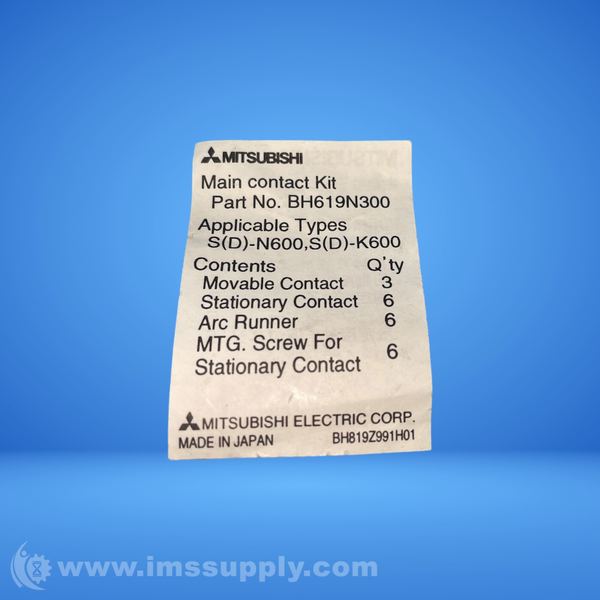 MITSUBISHI
Main contact Kit
Part No. BH619N300
Applicable Types
S(D)-N600,S(D)-K600
Contents Q'ty
Movable Contact 3
Stationary Contact 6
Arc Runner 6
MTG. Screw For
Stationary Contact 6
MITSUBISHI ELECTRIC CORP.
MADE IN JAPAN BH819Z991H01
www.imssupply.com